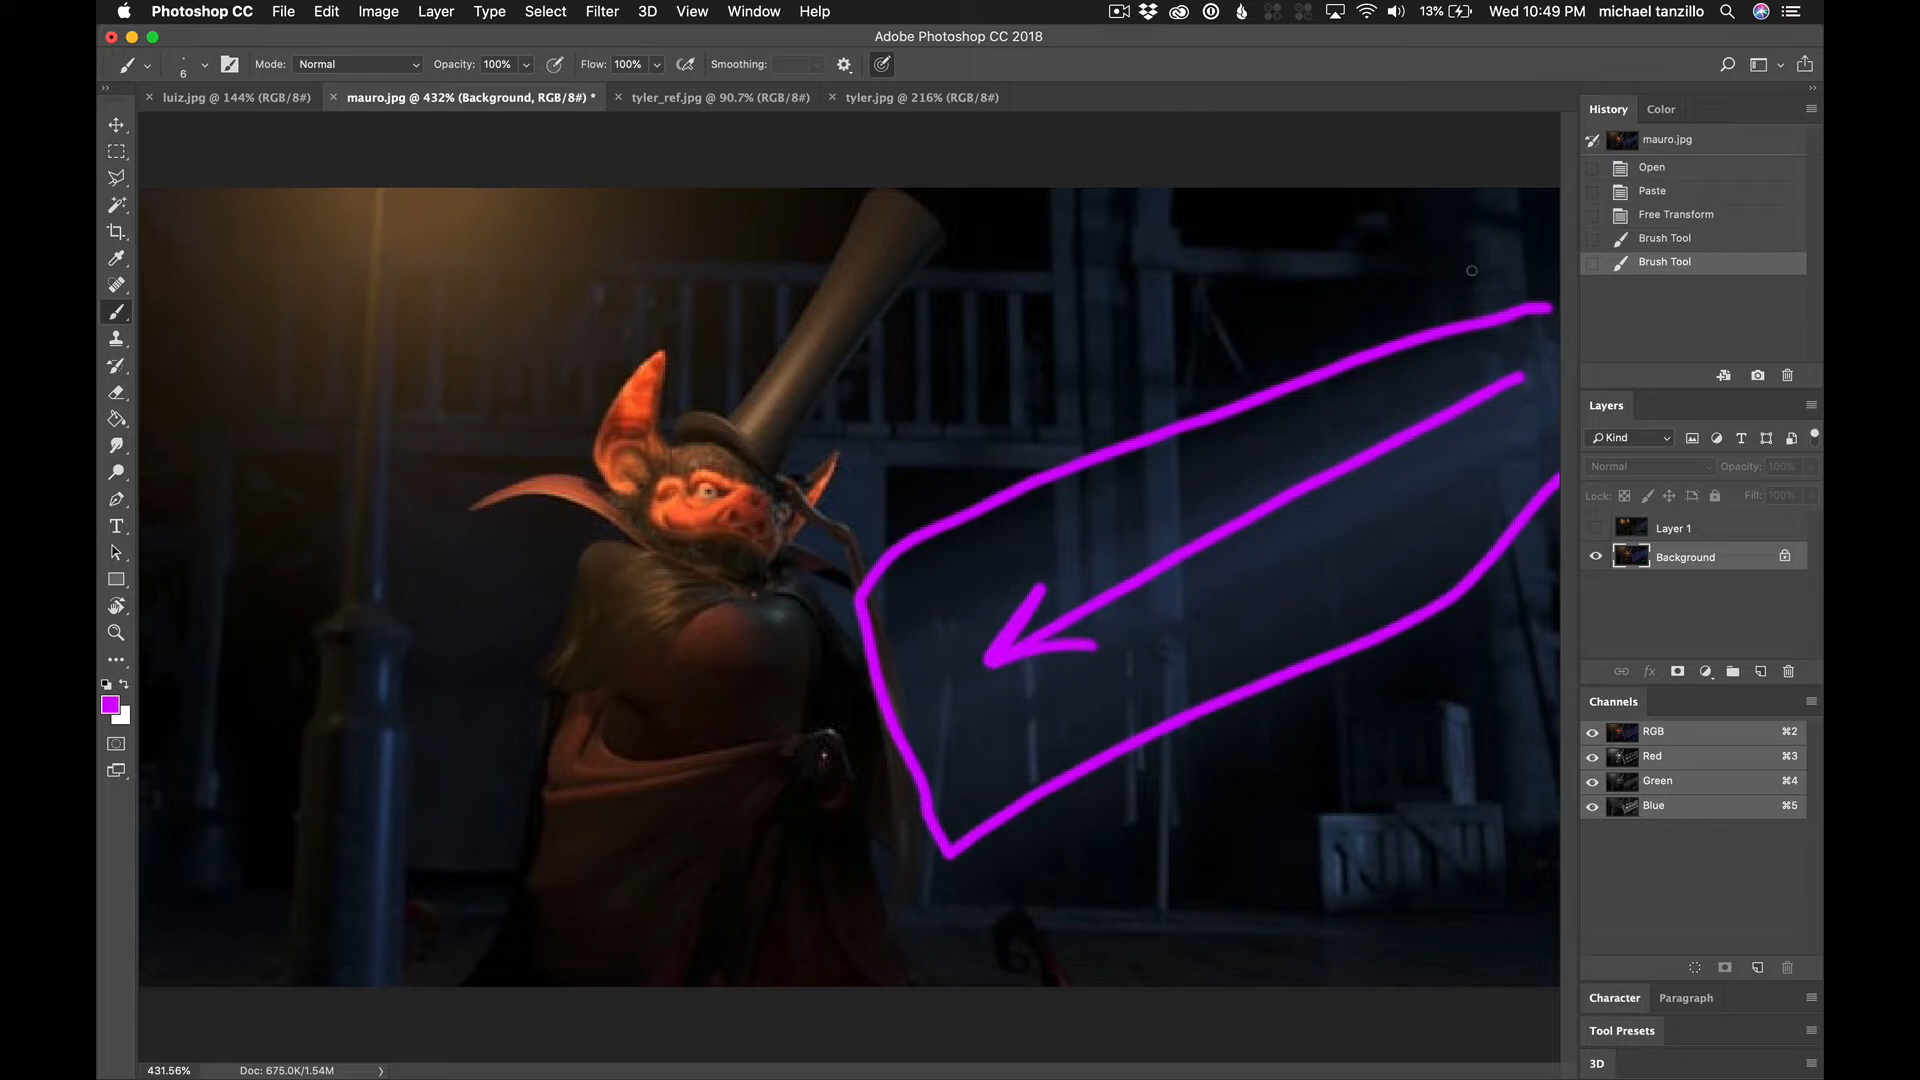 Photoshop CC File Edit Image Layer Type Select Filter 3D View Window Help 13% Wed 10:49 PM michael tanzillo
Adobe Photoshop CC 2018
6 Mode: Normal Opacity: 100% Flow: 100% Smoothing:
luiz.jpg @ 144% (RGB/8#) mauro.jpg @ 432% (Background, RGB/8#) * tyler_ref.jpg @ 90.7% (RGB/8#) tyler.jpg @ 216% (RGB/8#)
History Color
mauro.jpg
Open
Paste
Free Transform
Brush Tool
Brush Tool
Layers
Kind
Normal Opacity: 100%
Lock: Fill: 100%
Layer 1
Background
fx
Channels
RGB ⌘2
Red ⌘3
Green ⌘4
Blue ⌘5
Character Paragraph
Tool Presets
3D
431.56% Doc: 675.0K/1.54M